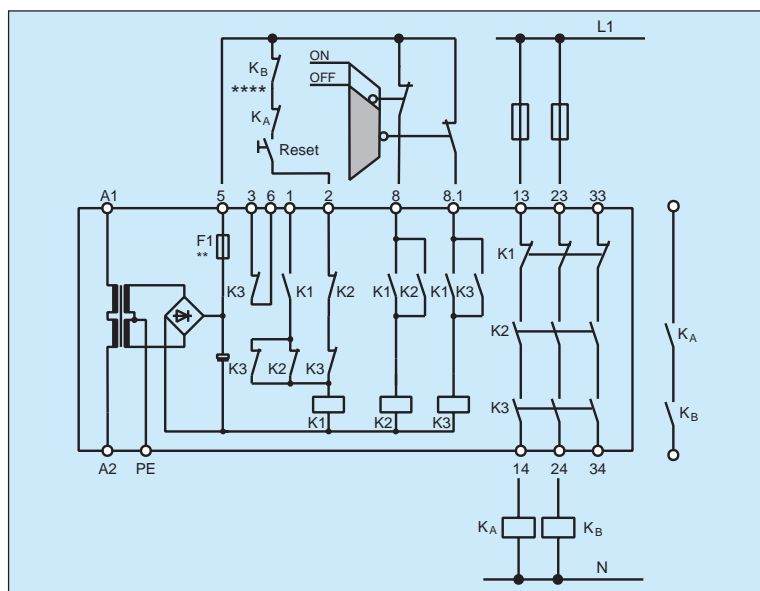 L1
ON
OFF
KB
****
KA
Reset
A1 5 3 6 1 2 8 8.1 13 23 33
F1
**
K1
K3 K1 K2 K1 K2 K1 K3
K2
KA
K3 K2 K3
K3
KB
K1 K2 K3
A2 PE 14 24 34
KA KB
N